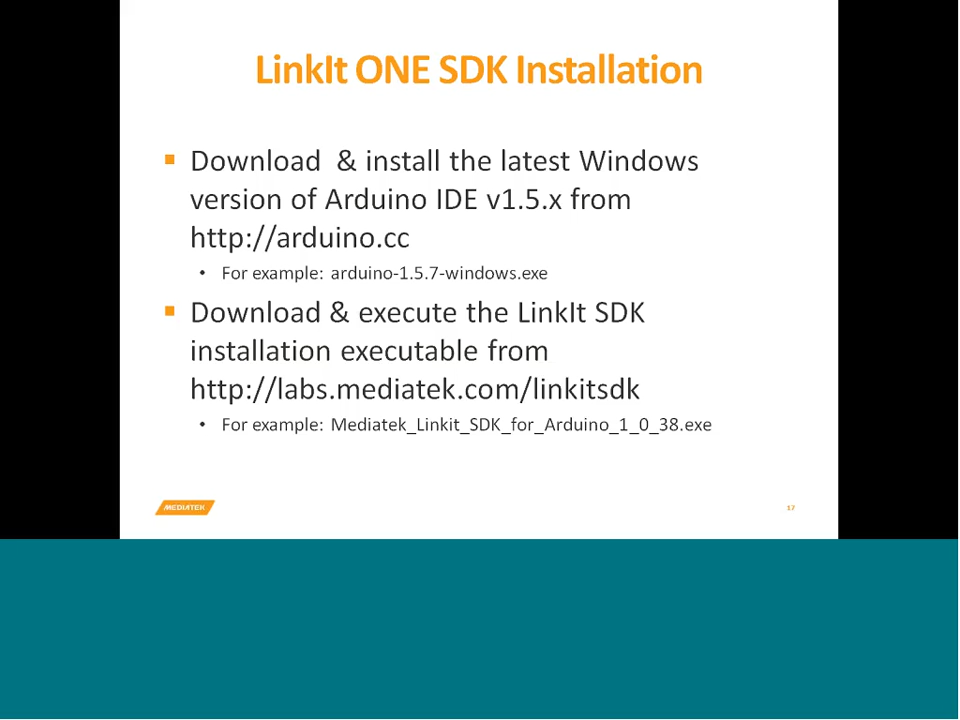 LinkIt ONE SDK Installation
Download & install the latest Windows
version of Arduino IDE v1.5.x from
http://arduino.cc
• For example: arduino-1.5.7-windows.exe
Download & execute the LinkIt SDK
installation executable from
http://labs.mediatek.com/linkitsdk
• For example: Mediatek_Linkit_SDK_for_Arduino_1_0_38.exe
MEDIATEK
17